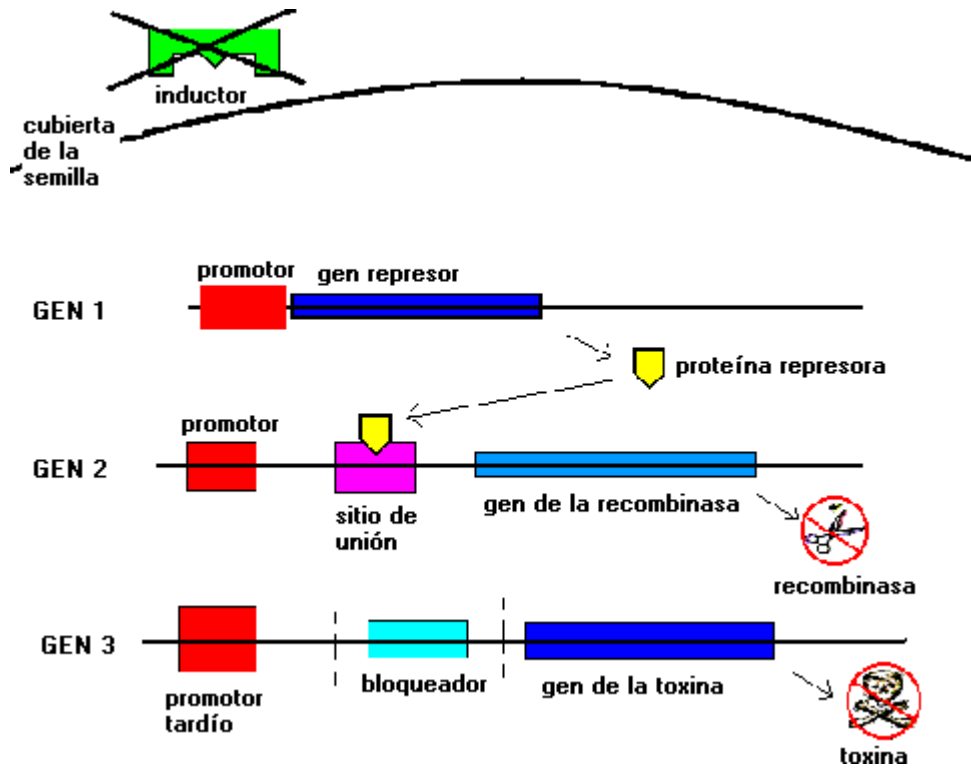 inductor
cubierta
de la
semilla
promotor
gen represor
GEN 1
proteína represora
promotor
GEN 2
sitio de
unión
gen de la recombinasa
recombinasa
GEN 3
promotor
tardío
bloqueador
gen de la toxina
toxina